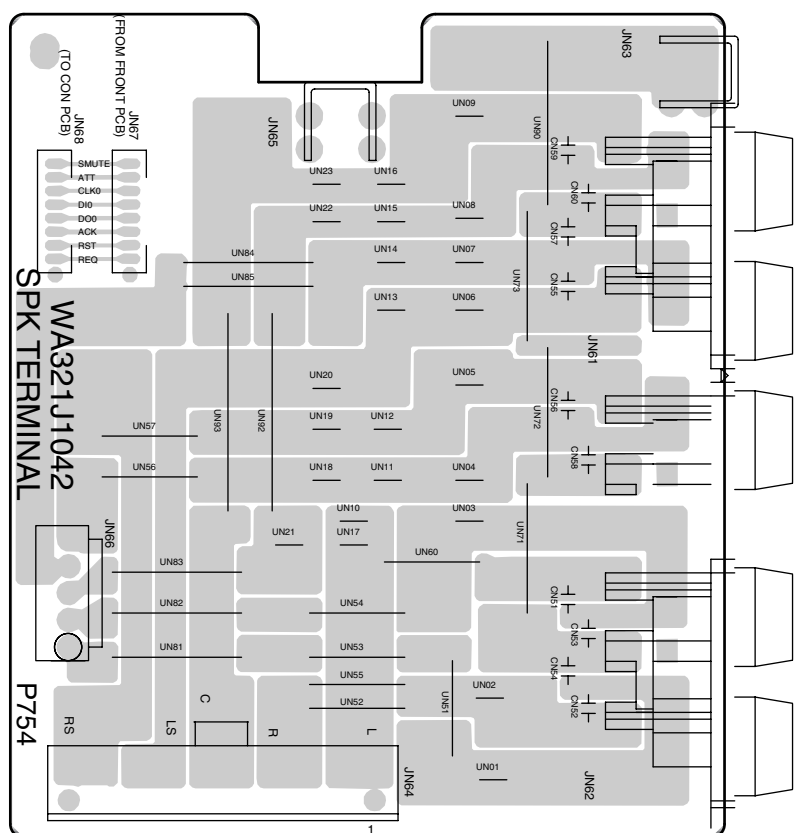 (FROM FRONT PCB)
JN67
(TO CON PCB)
JN68
SMUTE
ATT
CLK0
DI0
DO0
ACK
RST
REQ
JN65
JN63
UN09
UN90
CN59
UN23
UN16
CN60
UN22
UN15
UN08
CN57
UN84
UN14
UN07
UN85
UN73
CN55
UN13
UN06
WA321J1042
SPK TERMINAL
JN61
UN20
UN05
CN56
UN93
UN92
UN72
UN57
UN19
UN12
UN56
UN18
UN11
UN04
CN58
JN66
UN10
UN03
UN21
UN17
UN71
UN60
UN83
CN51
UN82
UN54
CN53
UN81
UN53
CN54
UN55
UN51
UN02
UN52
CN52
P754
RS
LS
C
R
L
JN64
UN01
JN62
1